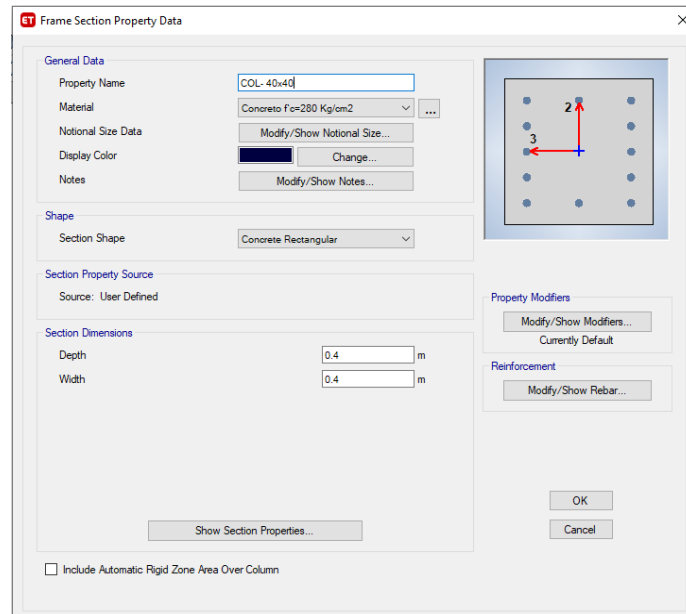 ET Frame Section Property Data
General Data
Property Name COL- 40x40
Material Concreto f'c=280 Kg/cm2 ...
Notional Size Data Modify/Show Notional Size...
Display Color Change...
Notes Modify/Show Notes...
2
3
Shape
Section Shape Concrete Rectangular
Section Property Source
Source: User Defined
Section Dimensions
Depth 0.4 m
Width 0.4 m
Show Section Properties...
Include Automatic Rigid Zone Area Over Column
Property Modifiers
Modify/Show Modifiers...
Currently Default
Reinforcement
Modify/Show Rebar...
OK
Cancel